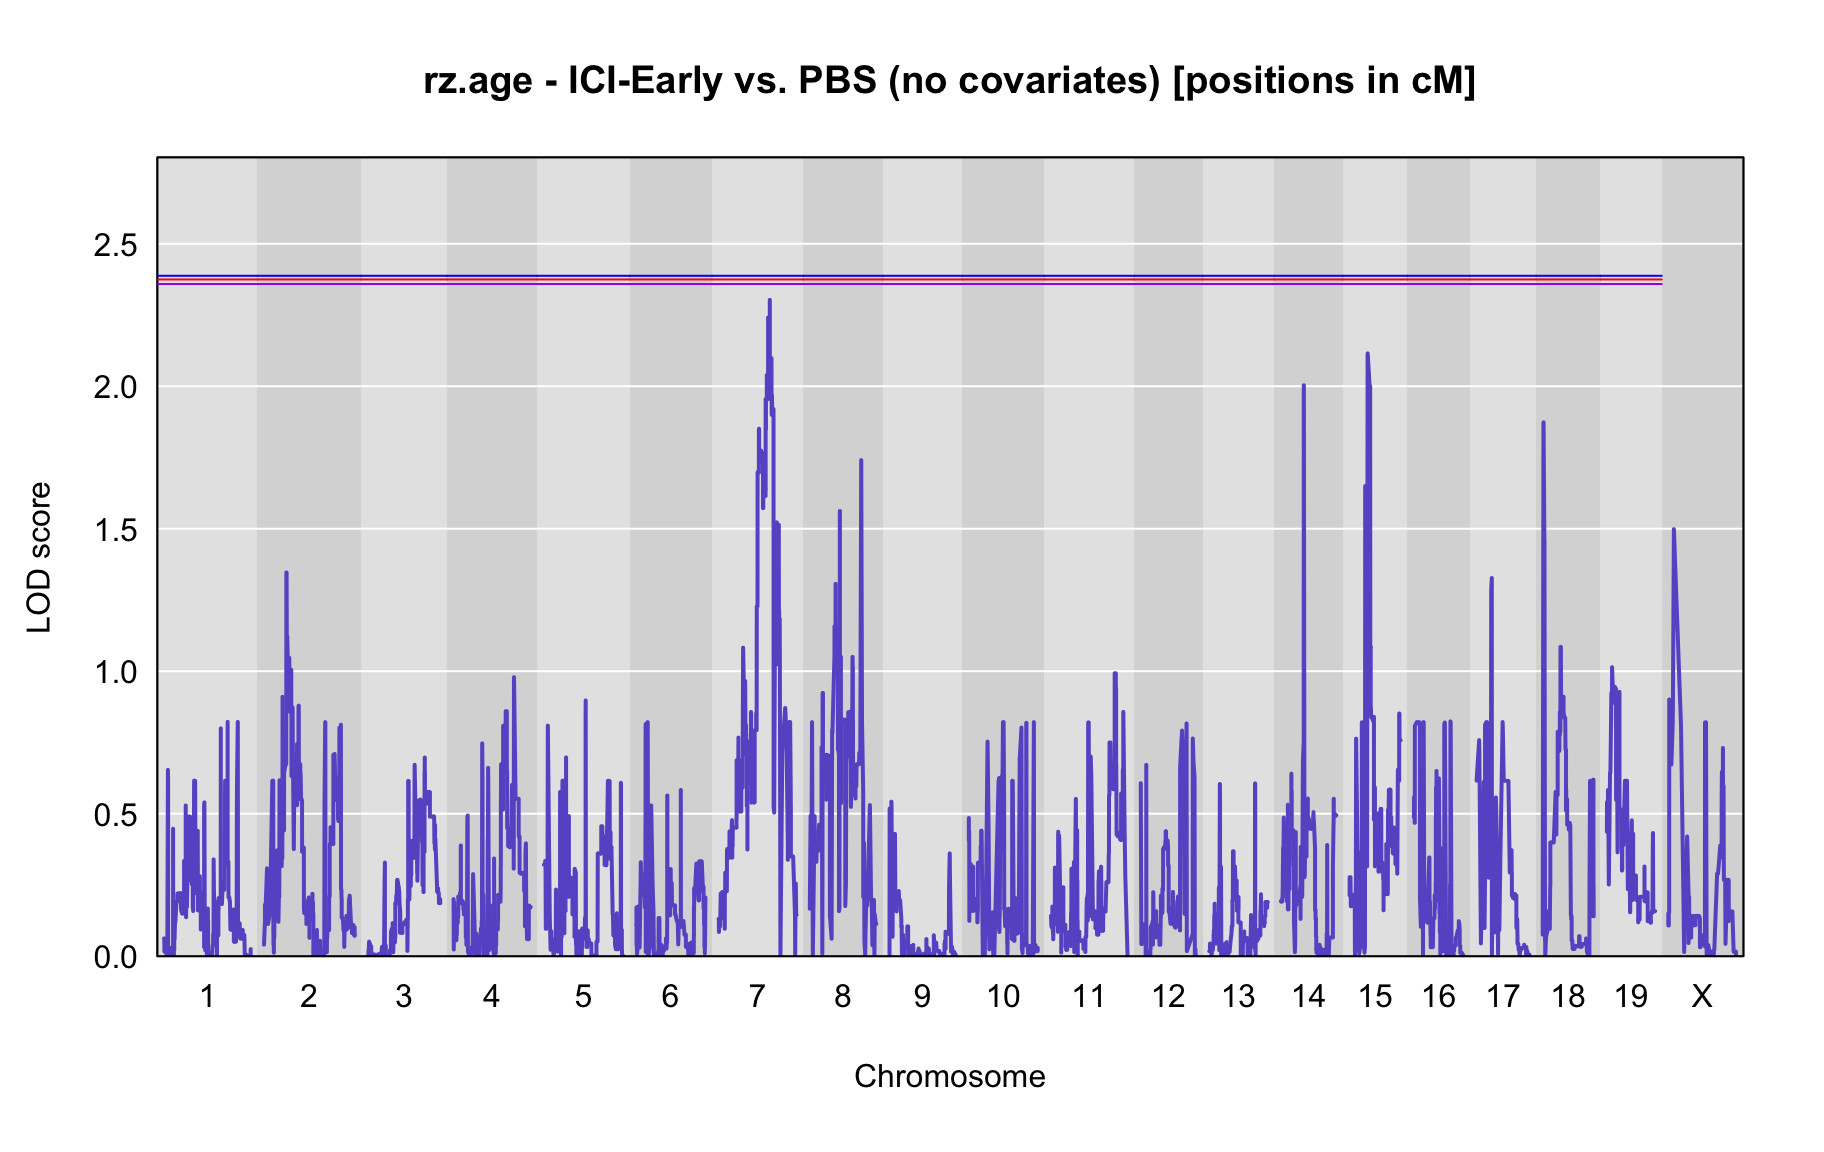 rz.age - ICI-Early vs. PBS (no covariates) [positions in cM]
LOD score
2.5
2.0
1.5
1.0
0.5
0.0
1 2 3 4 5 6 7 8 9 10 11 12 13 14 15 16 17 18 19 X
Chromosome